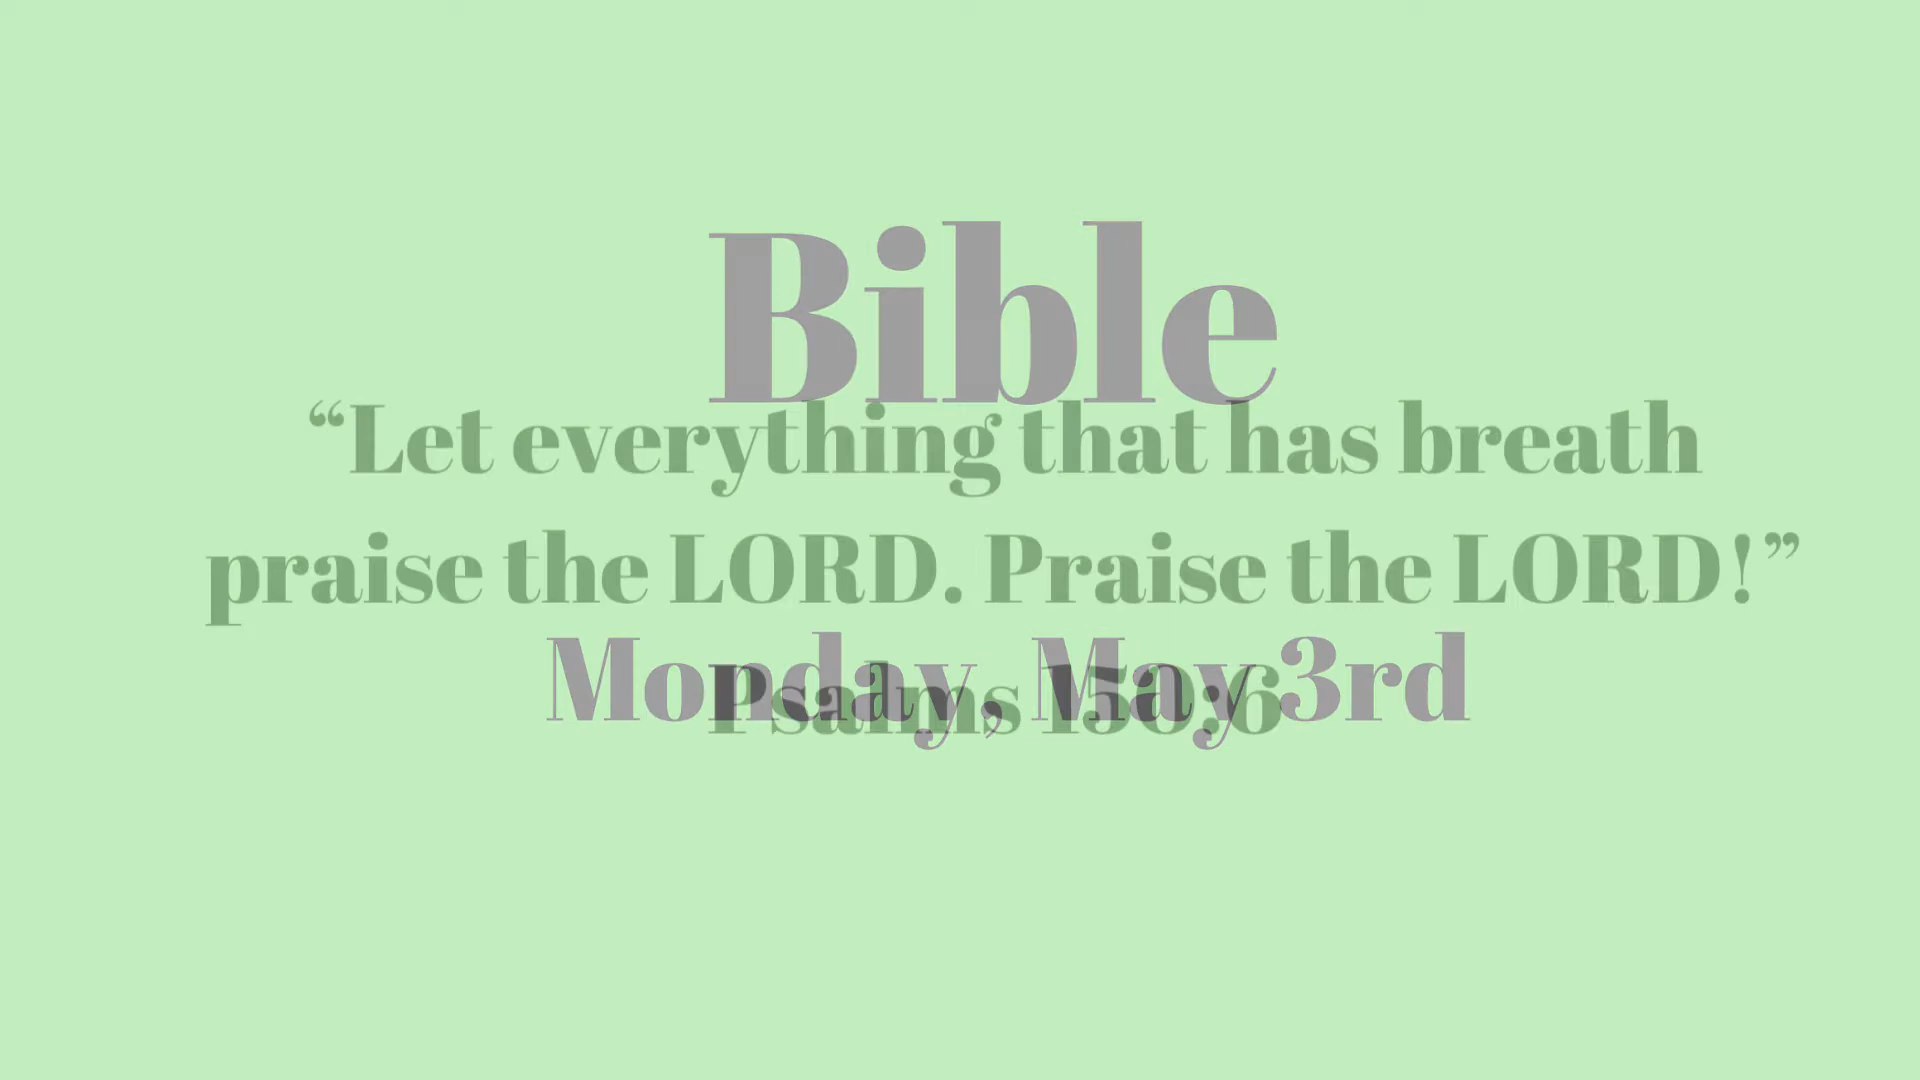 Bible
“Let everything that has breath
praise the LORD. Praise the LORD!”
Monday, May 3rd
Psalms 150:6